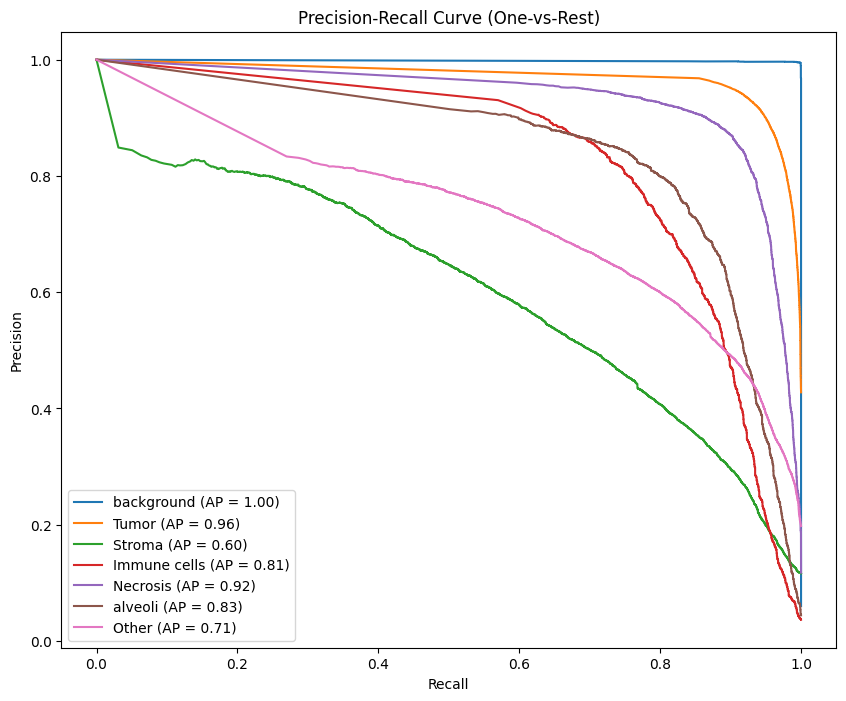 Precision-Recall Curve (One-vs-Rest)
1.0
0.8
0.6
0.4
0.2
0.0
Precision
background (AP = 1.00)
Tumor (AP = 0.96)
Stroma (AP = 0.60)
Immune cells (AP = 0.81)
Necrosis (AP = 0.92)
alveoli (AP = 0.83)
Other (AP = 0.71)
0.0 0.2 0.4 0.6 0.8 1.0
Recall